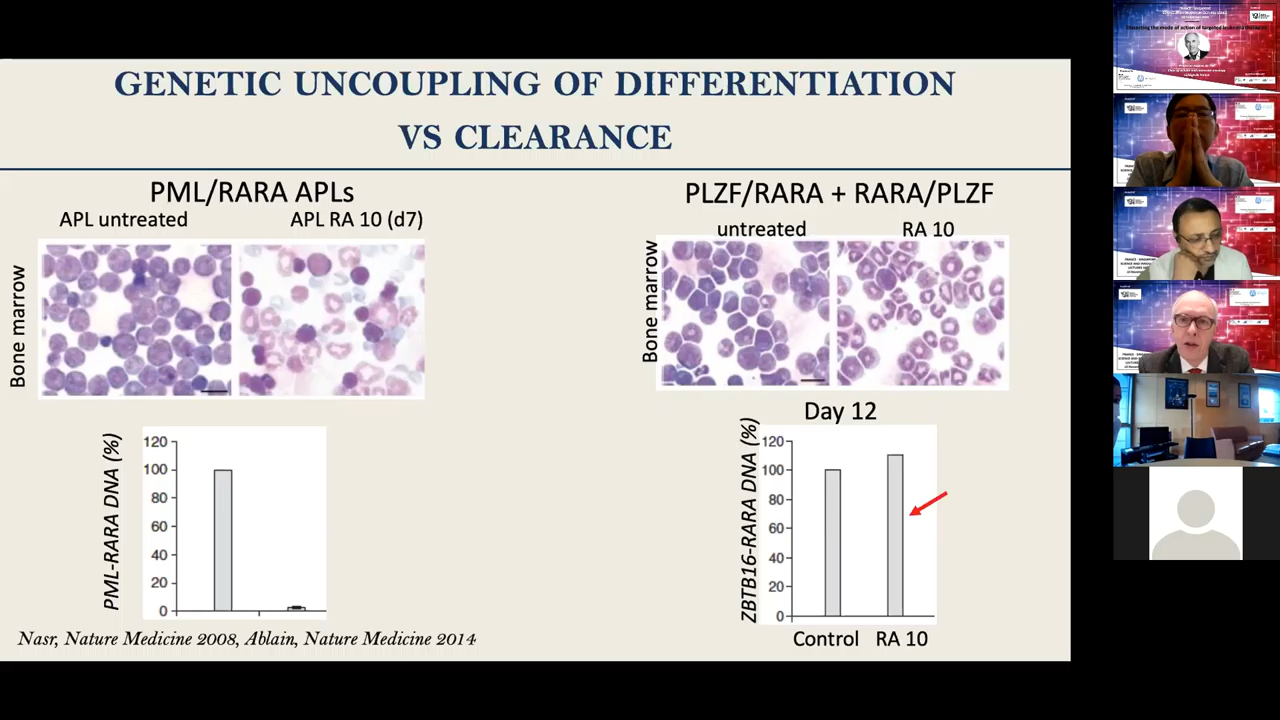 GENETIC UNCOUPLING OF DIFFERENTIATION
VS CLEARANCE
PML/RARA APLs
APL untreated
APL RA 10 (d7)
Bone marrow
PML-RARA DNA (%)
120
100
80
60
40
20
0
Nasr, Nature Medicine 2008, Ablain, Nature Medicine 2014
PLZF/RARA + RARA/PLZF
untreated
RA 10
Bone marrow
Day 12
ZBTB16-RARA DNA (%)
120
100
80
60
40
20
0
Control
RA 10